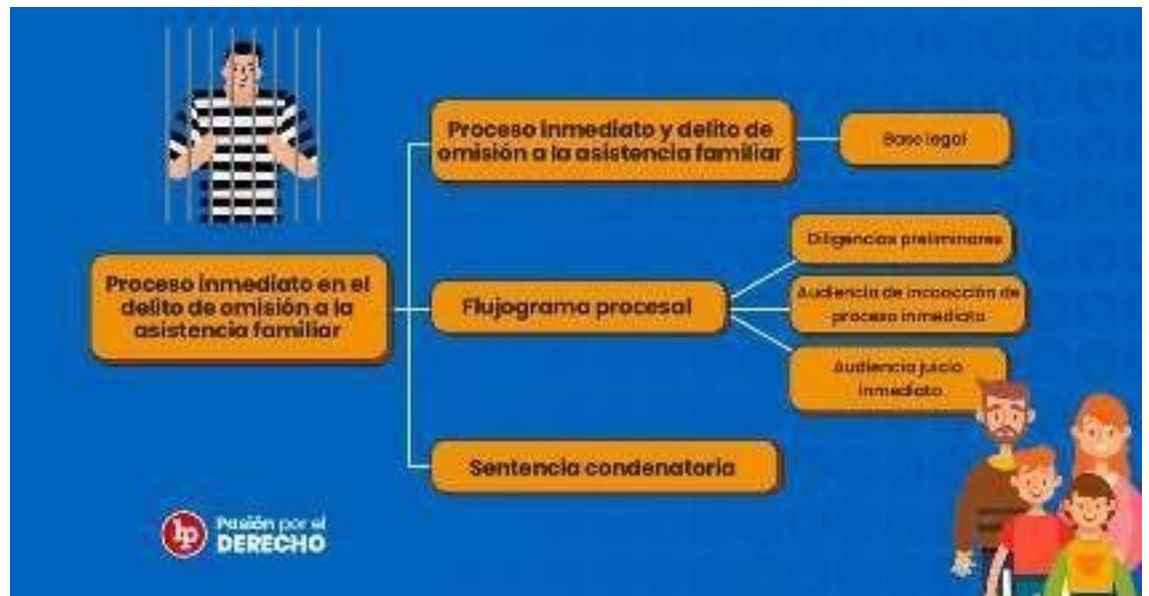 Proceso inmediato y delito de
omisión a la asistencia familiar
Base legal
Diligencias preliminares
Proceso inmediato en el
delito de omisión a la
asistencia familiar
Flujograma procesal
Audiencia de incoacción de
proceso inmediato
Audiencia juicio
inmediato
Sentencia condenatoria
lp
Pasión por el
DERECHO